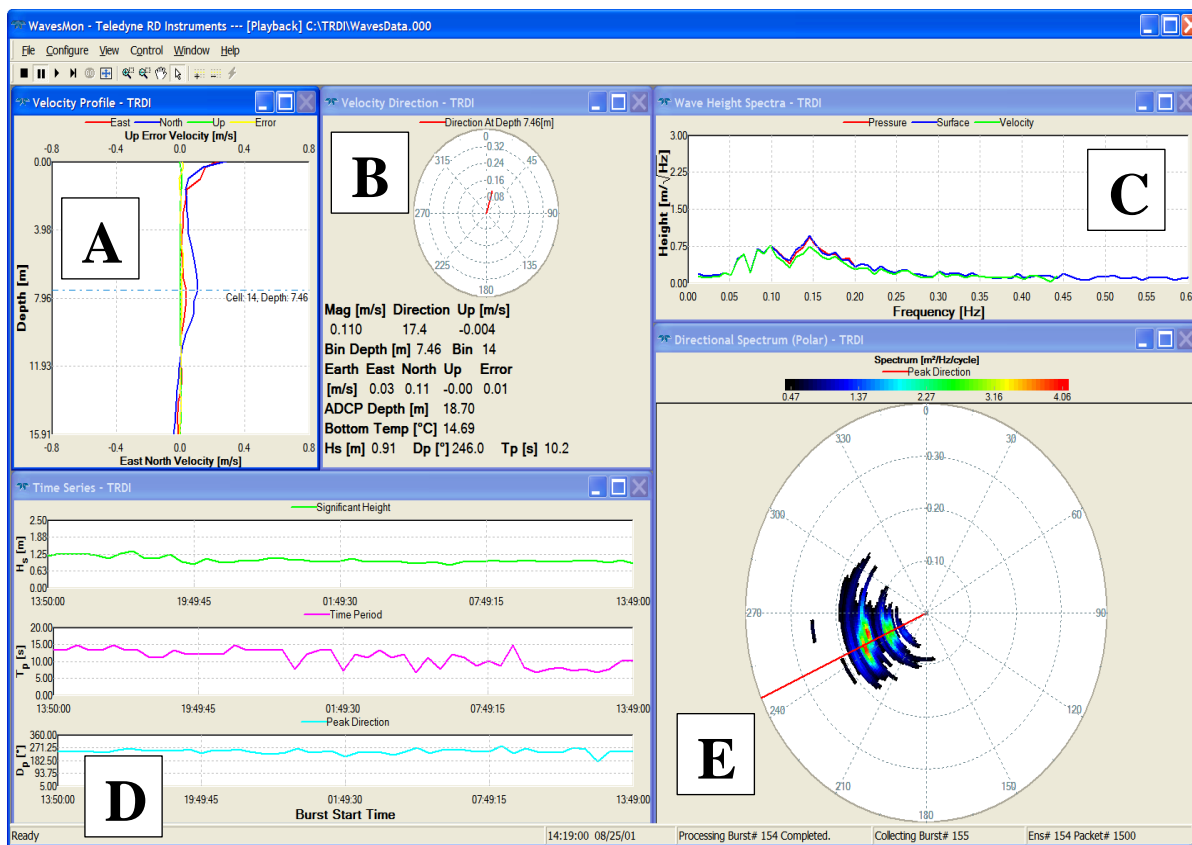 WavesMon - Teledyne RD Instruments --- [Playback] C:\TRDI\WavesData.000
File Configure View Control Window Help
Velocity Profile - TRDI
East North Up Error
Up Error Velocity [m/s]
-0.8 -0.4 0.0 0.4 0.8
0.00
3.98
7.96
11.93
15.91
Depth [m]
A
Cell: 14, Depth: 7.46
-0.8 -0.4 0.0 0.4 0.8
East North Velocity [m/s]
Velocity Direction - TRDI
Direction At Depth 7.46[m]
B
0
45
90
135
180
225
270
315
0.32
0.24
0.16
0.08
Mag [m/s] Direction Up [m/s]
0.110 17.4 -0.004
Bin Depth [m] 7.46 Bin 14
Earth East North Up Error
[m/s] 0.03 0.11 -0.00 0.01
ADCP Depth [m] 18.70
Bottom Temp [°C] 14.69
Hs [m] 0.91 Dp [°] 246.0 Tp [s] 10.2
Wave Height Spectra - TRDI
Pressure Surface Velocity
3.00
2.25
1.50
0.75
0.00
Height [m/√Hz]
C
0.00 0.05 0.10 0.15 0.20 0.25 0.30 0.35 0.40 0.45 0.50 0.55 0.6
Frequency [Hz]
Directional Spectrum (Polar) - TRDI
Spectrum [m²/Hz/cycle]
Peak Direction
0.47 1.37 2.27 3.16 4.06
0
30
60
90
120
150
180
210
240
270
300
330
0.30
0.20
0.10
E
Time Series - TRDI
Significant Height
2.50
1.88
1.25
0.63
0.00
H_s [m]
13:50:00 19:49:45 01:49:30 07:49:15 13:49:00
Time Period
20.00
15.00
10.00
5.00
0.00
T_p [s]
13:50:00 19:49:45 01:49:30 07:49:15 13:49:00
Peak Direction
360.00
271.25
182.50
93.75
5.00
D_p [°]
D
13:50:00 19:49:45 01:49:30 07:49:15 13:49:00
Burst Start Time
Ready 14:19:00 08/25/01 Processing Burst# 154 Completed. Collecting Burst# 155 Ens# 154 Packet# 1500